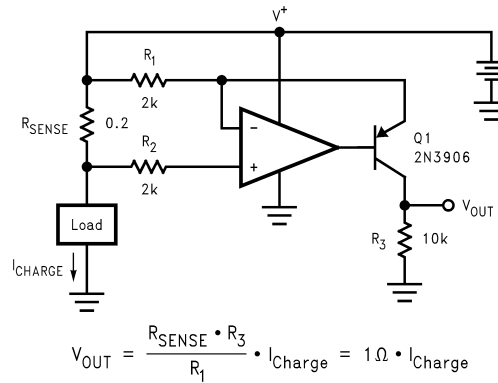 V+
R1
2k
RSENSE 0.2
R2
2k
−
+
Q1
2N3906
Load
VOUT
R3 10k
ICHARGE
VOUT = RSENSE • R3 / R1 • ICharge = 1Ω • ICharge